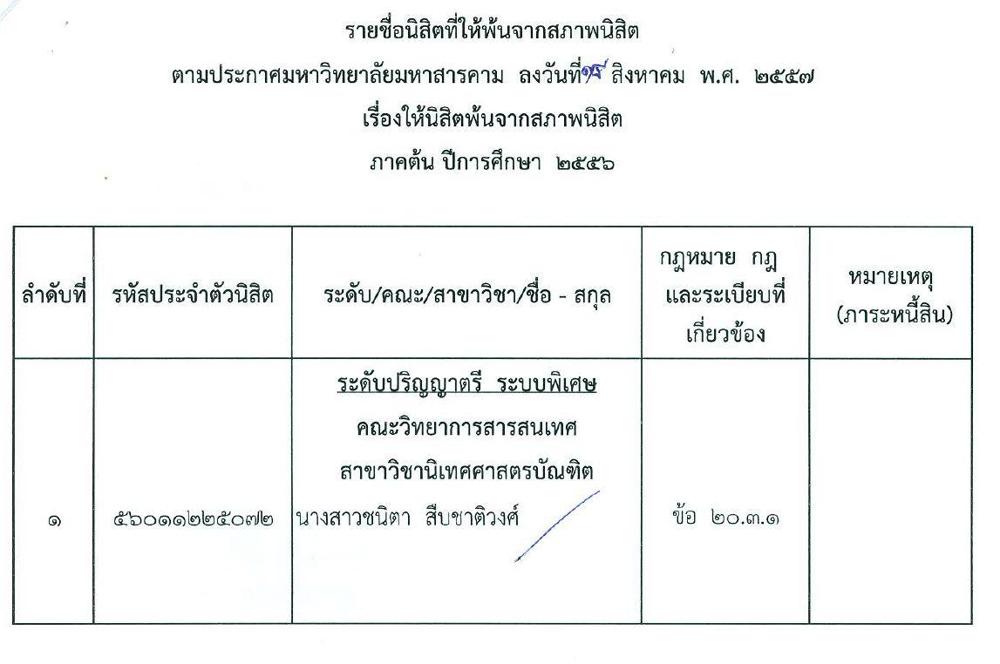 รายชื่อนิสิตที่ให้พ้นจากสภาพนิสิต
ตามประกาศมหาวิทยาลัยมหาสารคาม ลงวันที่ สิงหาคม พ.ศ. ๒๕๕๗
เรื่องให้นิสิตพ้นจากสภาพนิสิต
ภาคต้น ปีการศึกษา ๒๕๕๖
ลำดับที่
รหัสประจำตัวนิสิต
ระดับ/คณะ/สาขาวิชา/ชื่อ - สกุล
กฎหมาย กฎ
และระเบียบที่
เกี่ยวข้อง
หมายเหตุ
(ภาระหนี้สิน)
ระดับปริญญาตรี ระบบพิเศษ
คณะวิทยาการสารสนเทศ
สาขาวิชานิเทศศาสตรบัณฑิต
๑
๕๖๐๑๑๒๒๕๐๗๒
นางสาวชนิตา สืบชาติวงศ์
ข้อ ๒๐.๓.๑